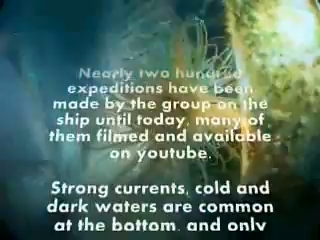 Nearly two hundred
expeditions have been
made by the group on the
ship until today, many of
them filmed and available
on youtube.
Strong currents, cold and
dark waters are common
at the bottom, and only